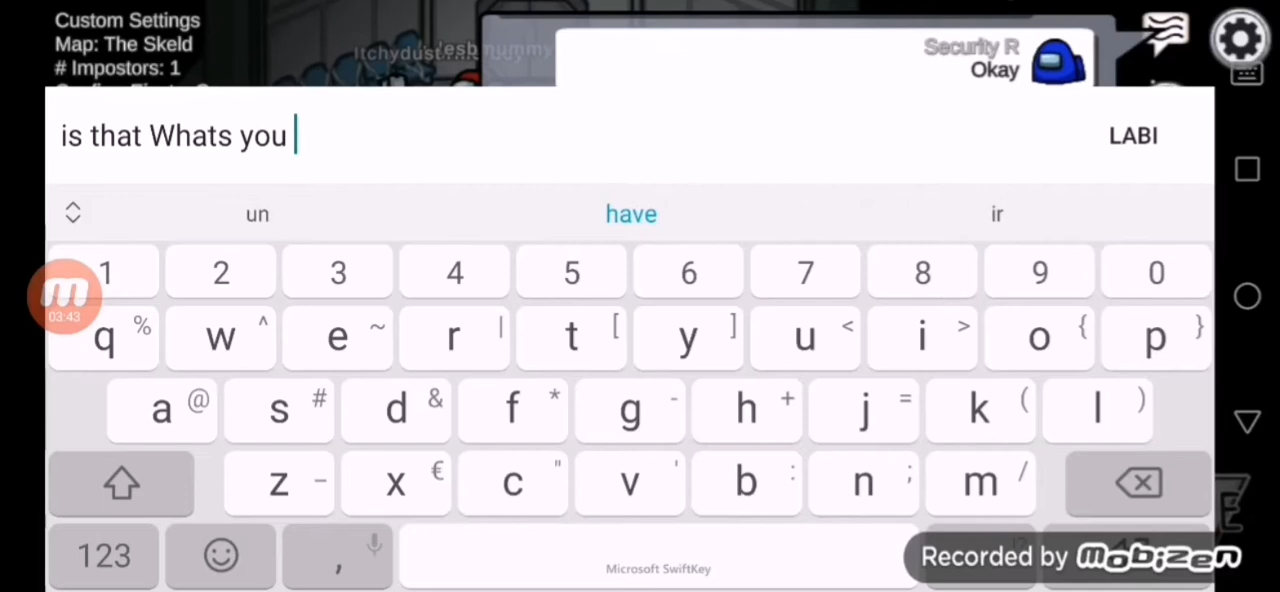 Custom Settings
Map: The Skeld
# Impostors: 1
Security R
Okay
is that Whats you
LABI
un have ir
03:43
1 2 3 4 5 6 7 8 9 0
q % w ^ e ~ r | t [ y ] u < i > o { p }
a @ s # d & f * g - h + j = k ( l )
z _ x € c " v ' b : n ; m /
123 ,
Microsoft SwiftKey
Recorded by mobizen